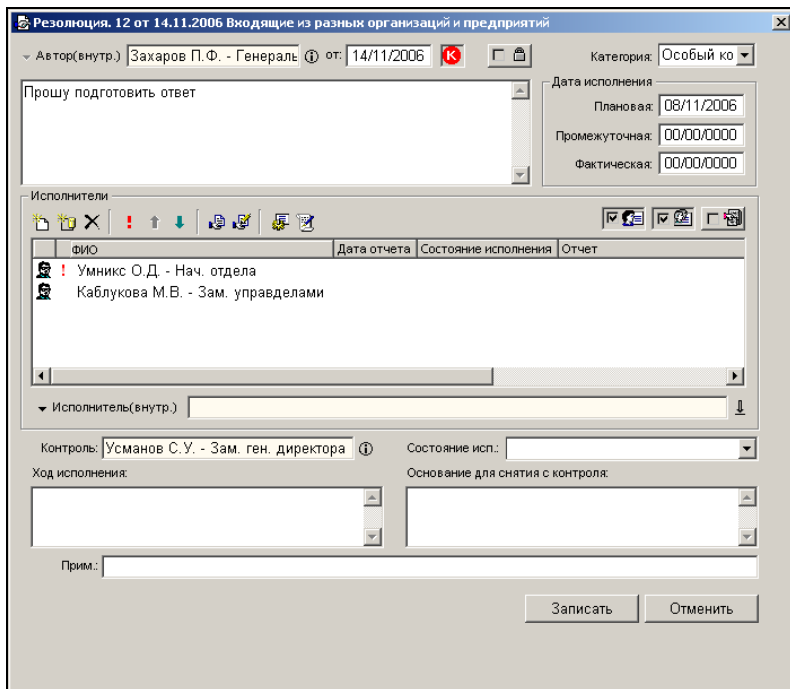 Резолюция. 12 от 14.11.2006 Входящие из разных организаций и предприятий
Автор(внутр.) Захаров П.Ф. - Генераль от: 14/11/2006 К Категория: Особый ко
Прошу подготовить ответ
Дата исполнения
Плановая: 08/11/2006
Промежуточная: 00/00/0000
Фактическая: 00/00/0000
Исполнители
ФИО Дата отчета Состояние исполнения Отчет
! Умникс О.Д. - Нач. отдела
Каблукова М.В. - Зам. управделами
Исполнитель(внутр.)
Контроль: Усманов С.У. - Зам. ген. директора Состояние исп.:
Ход исполнения: Основание для снятия с контроля:
Прим.:
Записать Отменить